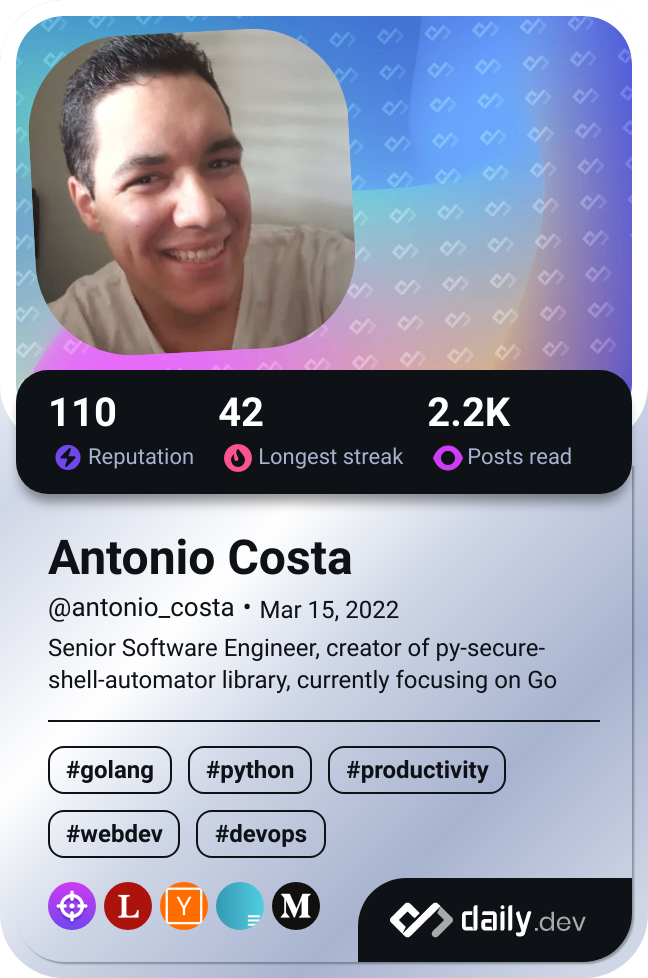 110 42 2.2K
Reputation Longest streak Posts read
Antonio Costa
@antonio_costa • Mar 15, 2022
Senior Software Engineer, creator of py-secure-
shell-automator library, currently focusing on Go
#golang #python #productivity
#webdev #devops
L Y M
daily.dev